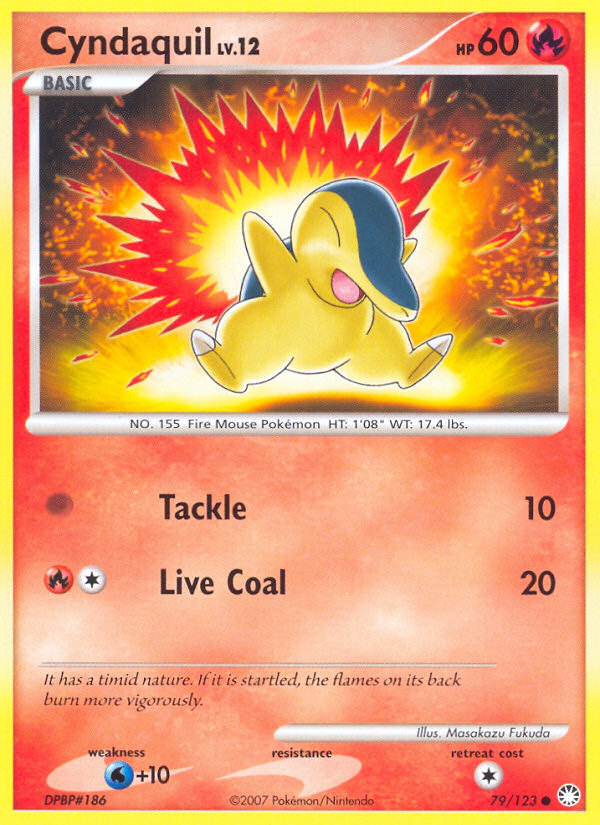 Cyndaquil LV.12 HP 60
BASIC
NO. 155 Fire Mouse Pokémon HT: 1'08" WT: 17.4 lbs.
Tackle 10
Live Coal 20
It has a timid nature. If it is startled, the flames on its back
burn more vigorously.
Illus. Masakazu Fukuda
weakness resistance retreat cost
+10
DPBP#186 ©2007 Pokémon/Nintendo 79/123